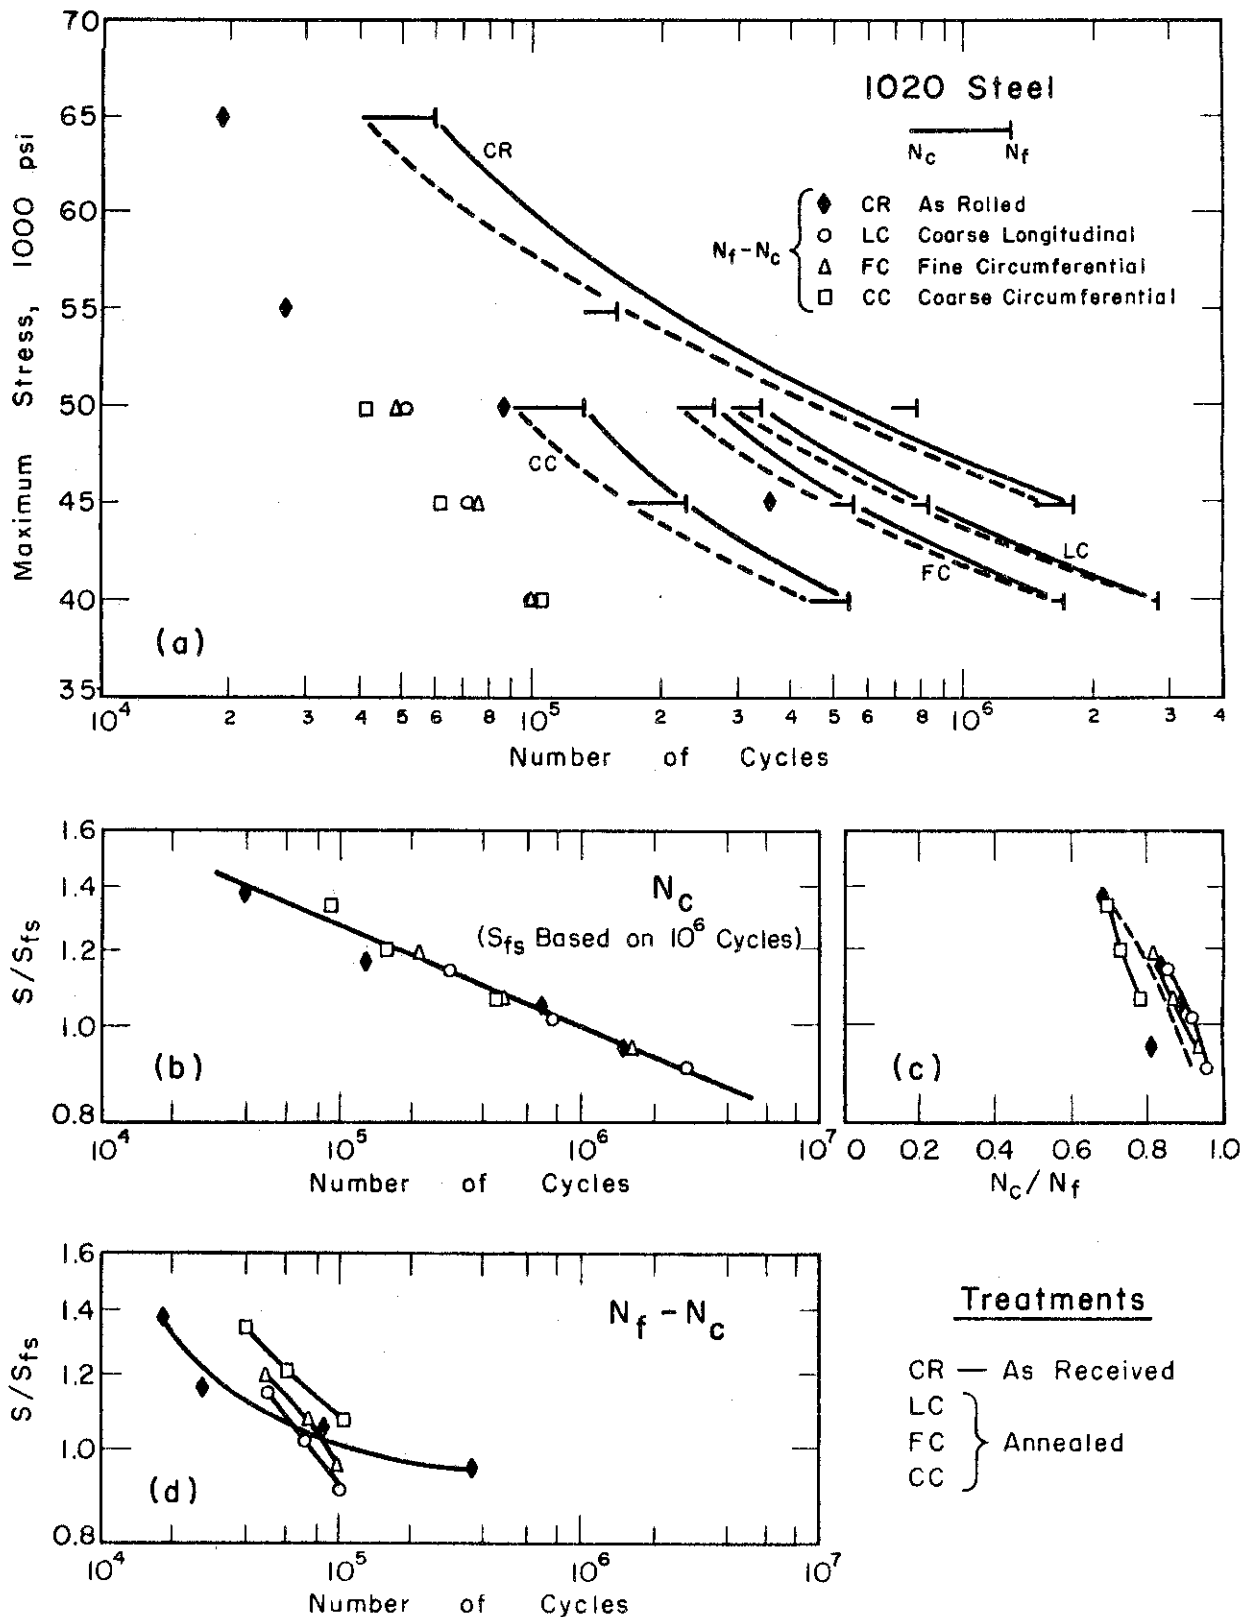 70
65
60
55
50
45
40
35
Maximum Stress, 1000 psi
1020 Steel
Nc Nf
Nf - Nc
CR As Rolled
LC Coarse Longitudinal
FC Fine Circumferential
CC Coarse Circumferential
CR
CC
LC
FC
(a)
10^4 2 3 4 5 6 8 10^5 2 3 4 5 6 8 10^6 2 3 4
Number of Cycles
1.6
1.4
1.2
1.0
0.8
S/Sfs
Nc
(Sfs Based on 10^6 Cycles)
(b)
10^4 10^5 10^6 10^7
Number of Cycles
(c)
0 0.2 0.4 0.6 0.8 1.0
Nc/Nf
1.6
1.4
1.2
1.0
0.8
S/Sfs
Nf - Nc
(d)
10^4 10^5 10^6 10^7
Number of Cycles
Treatments
CR — As Received
LC
FC Annealed
CC